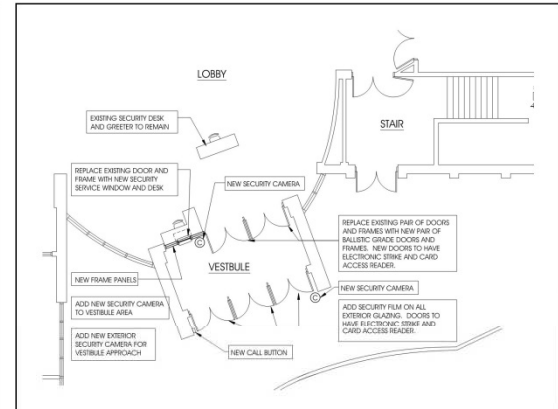 LOBBY
STAIR
EXISTING SECURITY DESK
AND GREETER TO REMAIN
REPLACE EXISTING DOOR AND
FRAME WITH NEW SECURITY
SERVICE WINDOW AND DESK
NEW SECURITY CAMERA
C
VESTIBULE
REPLACE EXISTING PAIR OF DOORS
AND FRAMES WITH NEW PAIR OF
BALLISTIC GRADE DOORS AND
FRAMES. NEW DOORS TO HAVE
ELECTRONIC STRIKE AND CARD
ACCESS READER.
NEW FRAME PANELS
NEW SECURITY CAMERA
C
ADD NEW SECURITY CAMERA
TO VESTIBULE AREA
ADD SECURITY FILM ON ALL
EXTERIOR GLAZING. DOORS TO
HAVE ELECTRONIC STRIKE AND
CARD ACCESS READER.
ADD NEW EXTERIOR
SECURITY CAMERA FOR
VESTIBULE APPROACH
NEW CALL BUTTON